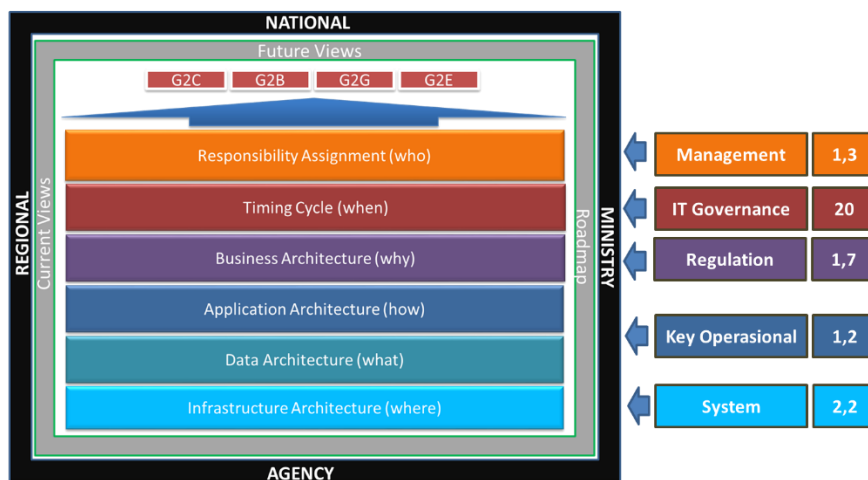 NATIONAL
Future Views
G2C
G2B
G2G
G2E
REGIONAL
Current Views
Responsibility Assignment (who)
Timing Cycle (when)
Business Architecture (why)
Application Architecture (how)
Data Architecture (what)
Infrastructure Architecture (where)
Roadmap
MINISTRY
AGENCY
Management 1,3
IT Governance 20
Regulation 1,7
Key Operasional 1,2
System 2,2